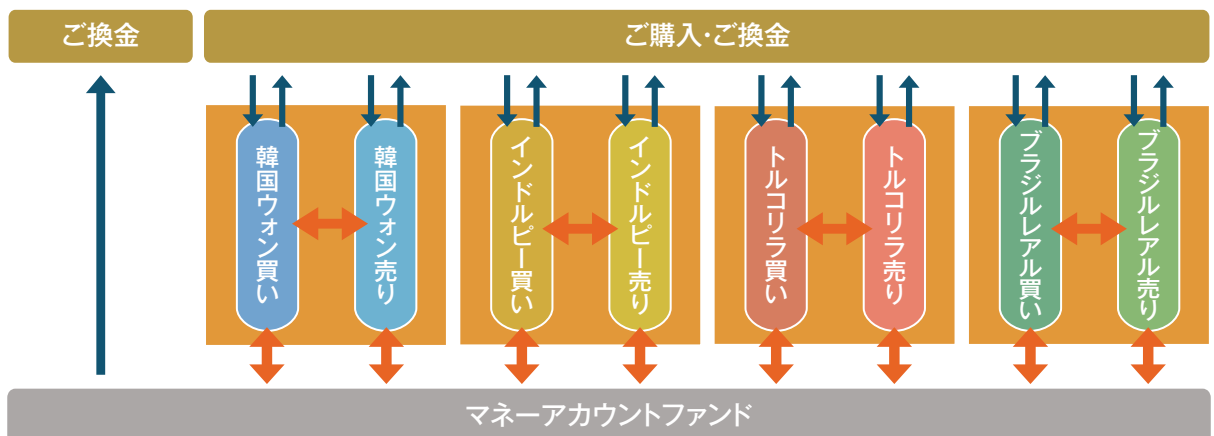 ご換金
ご購入・ご換金
韓国ウォン買い
韓国ウォン売り
インドルピー買い
インドルピー売り
トルコリラ買い
トルコリラ売り
ブラジルレアル買い
ブラジルレアル売り
マネーアカウントファンド